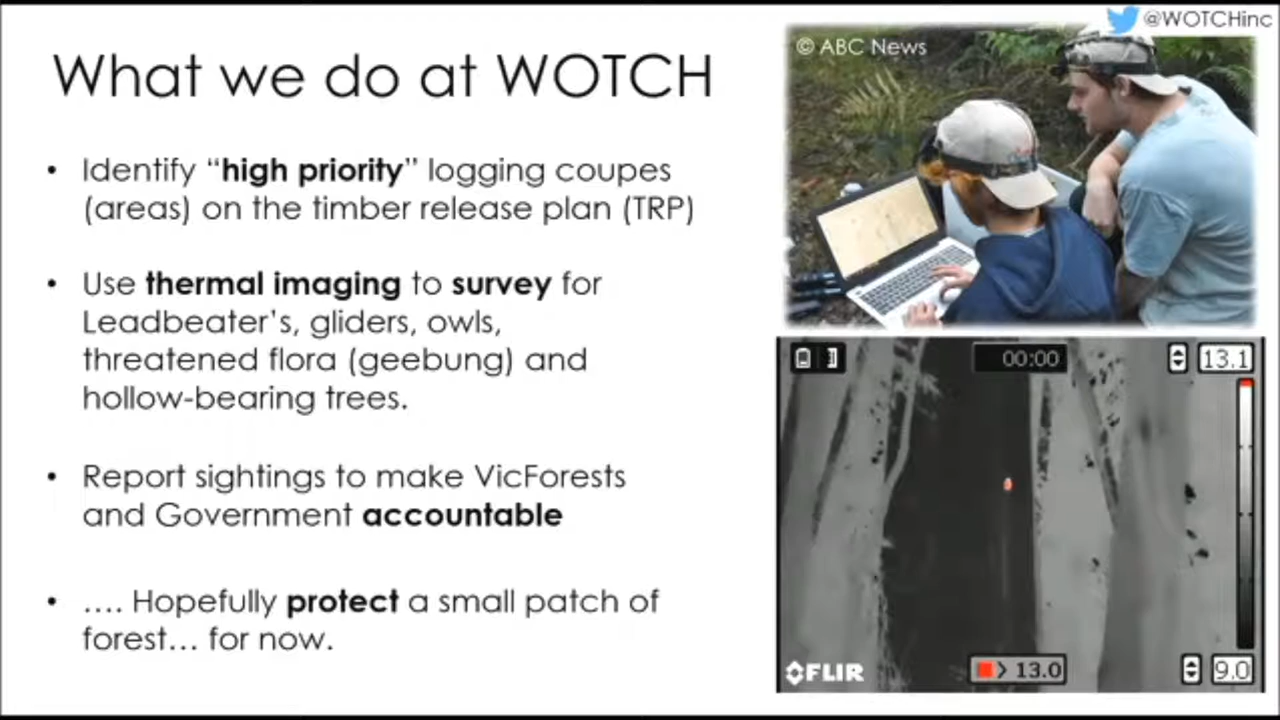 @WOTCHinc
What we do at WOTCH
• Identify “high priority” logging coupes
(areas) on the timber release plan (TRP)
• Use thermal imaging to survey for
Leadbeater’s, gliders, owls,
threatened flora (geebung) and
hollow-bearing trees.
• Report sightings to make VicForests
and Government accountable
• …. Hopefully protect a small patch of
forest… for now.
© ABC News
00:00
13.1
FLIR
> 13.0
9.0